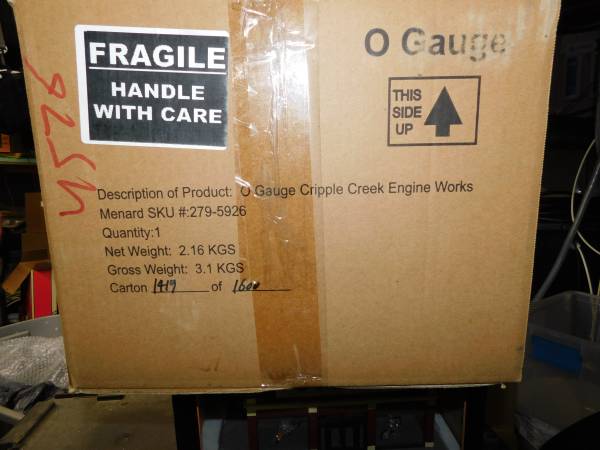 FRAGILE
HANDLE
WITH CARE
O Gauge
THIS
SIDE
UP
5926
Description of Product: O Gauge Cripple Creek Engine Works
Menard SKU #:279-5926
Quantity:1
Net Weight: 2.16 KGS
Gross Weight: 3.1 KGS
Carton 1419 of 1600